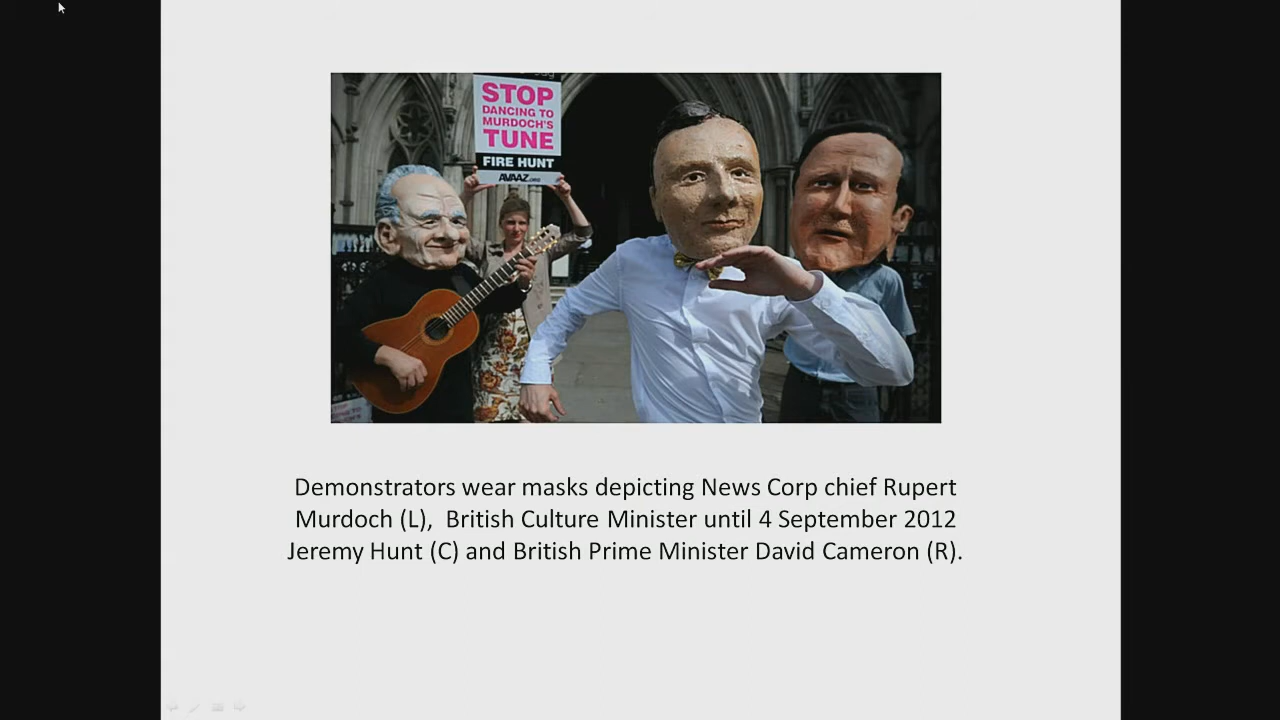 STOP
DANCING TO
MURDOCH'S
TUNE
FIRE HUNT
AVAAZ.ORG
Demonstrators wear masks depicting News Corp chief Rupert
Murdoch (L), British Culture Minister until 4 September 2012
Jeremy Hunt (C) and British Prime Minister David Cameron (R).